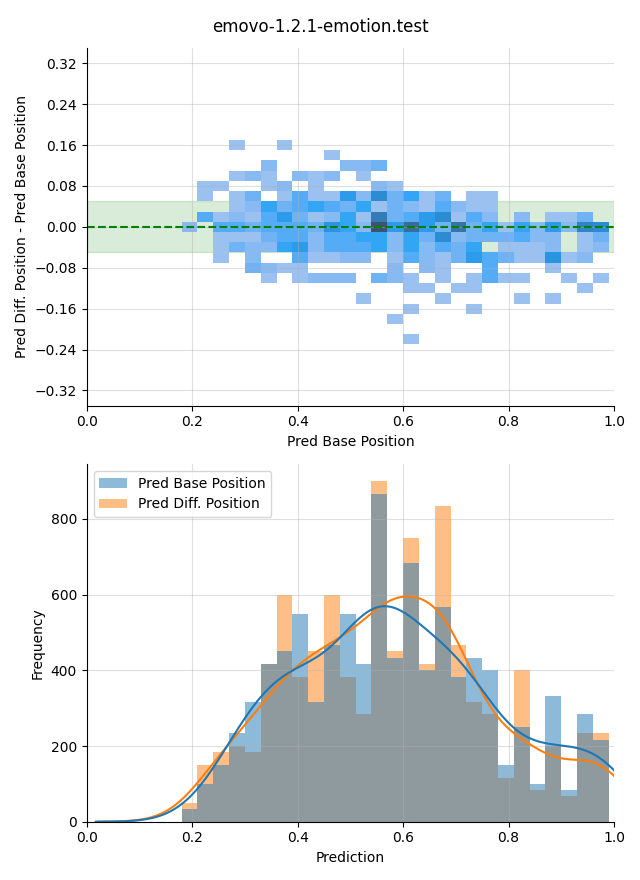 emovo-1.2.1-emotion.test
Pred Diff. Position - Pred Base Position
0.32
0.24
0.16
0.08
0.00
−0.08
−0.16
−0.24
−0.32
0.0 0.2 0.4 0.6 0.8 1.0
Pred Base Position
Pred Base Position
Pred Diff. Position
Frequency
800
600
400
200
0
0.0 0.2 0.4 0.6 0.8 1.0
Prediction